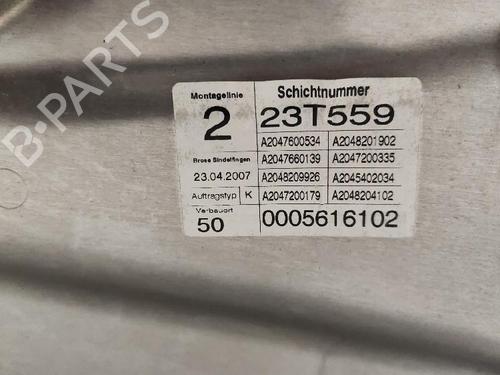 B-PARTS
Montagelinie
Schichtnummer
2
23T559
A2047600534
A2048201902
Brose Sindelfingen
A2047660139
A2047200335
23.04.2007
A2048209926
A2045402034
Auftragstyp
K
A2047200179
A2048204102
Verbauort
50
0005616102